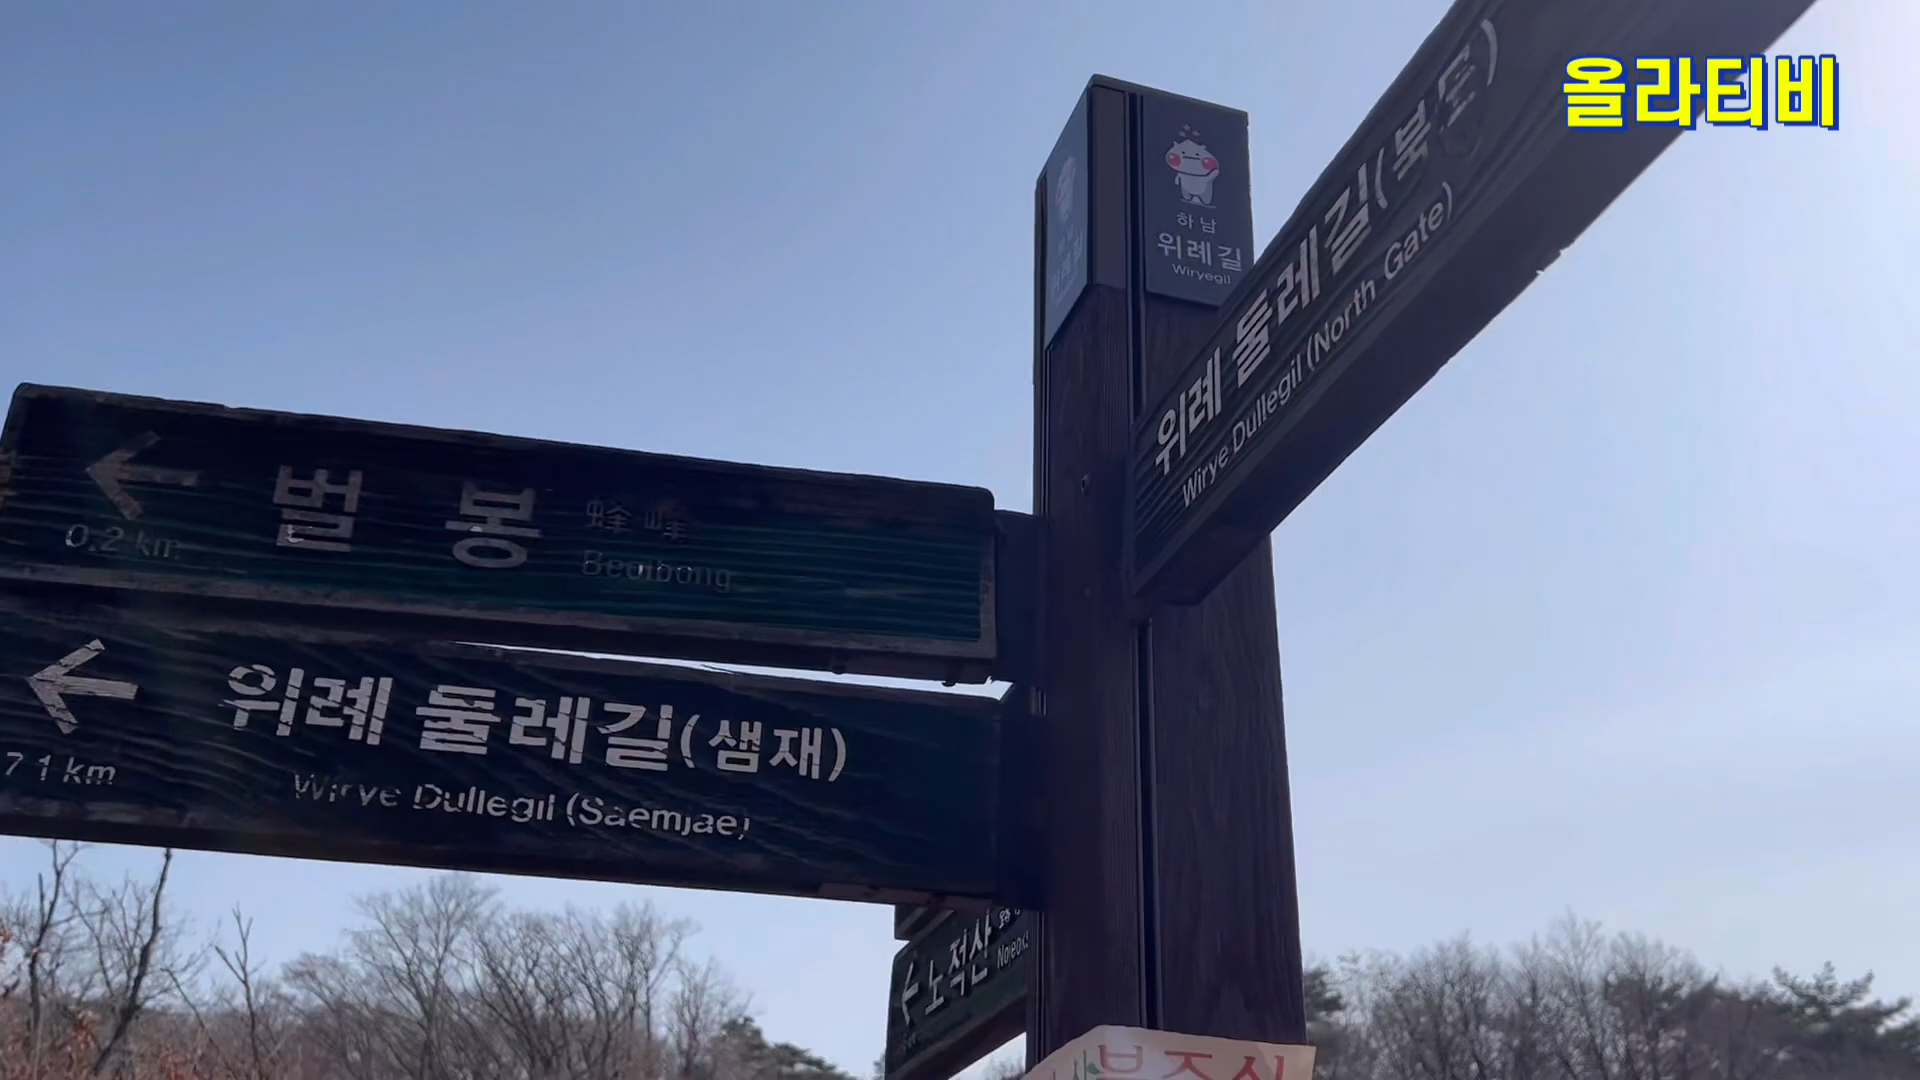 올라티비
하남
위례길
Wiryegil
위례 둘레길(북문)
Wirye Dullegil (North Gate)
벌봉 蜂峰
0.2 km Beolbong
위례 둘레길(샘재)
7.1 km
Wirye Dullegil (Saemjae)
노적산